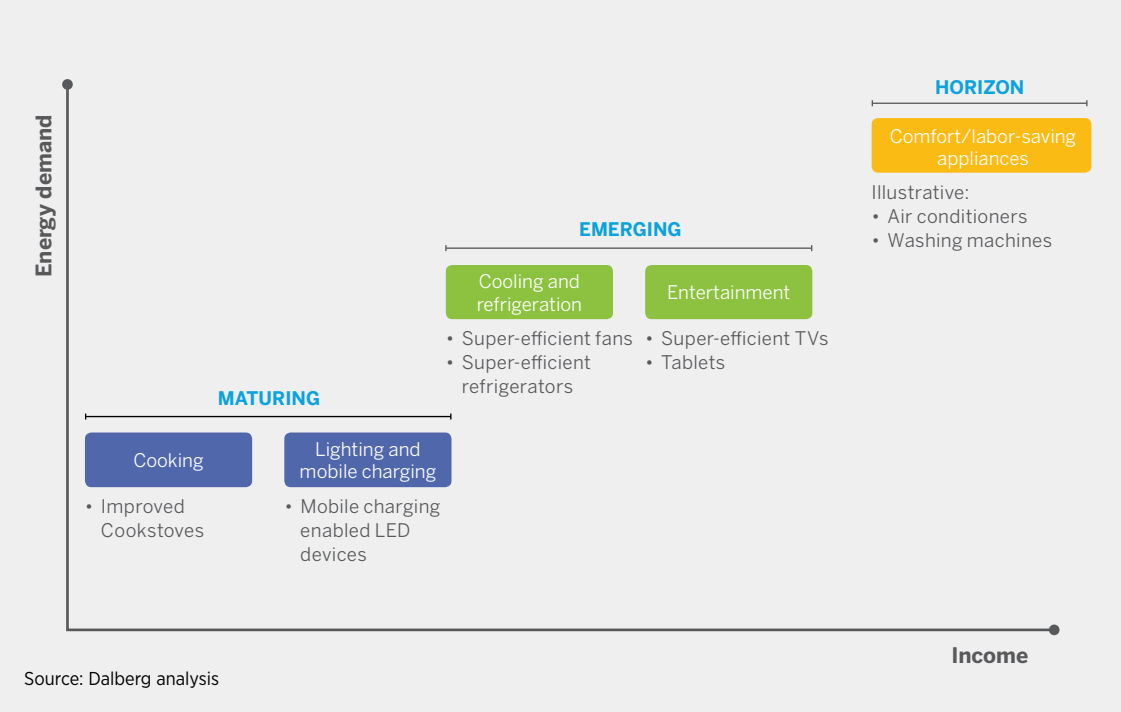 HORIZON
Comfort/labor-saving
appliances
Illustrative:
• Air conditioners
• Washing machines
Energy demand
EMERGING
Cooling and
refrigeration
• Super-efficient fans
• Super-efficient
refrigerators
Entertainment
• Super-efficient TVs
• Tablets
MATURING
Cooking
• Improved
Cookstoves
Lighting and
mobile charging
• Mobile charging
enabled LED
devices
Income
Source: Dalberg analysis